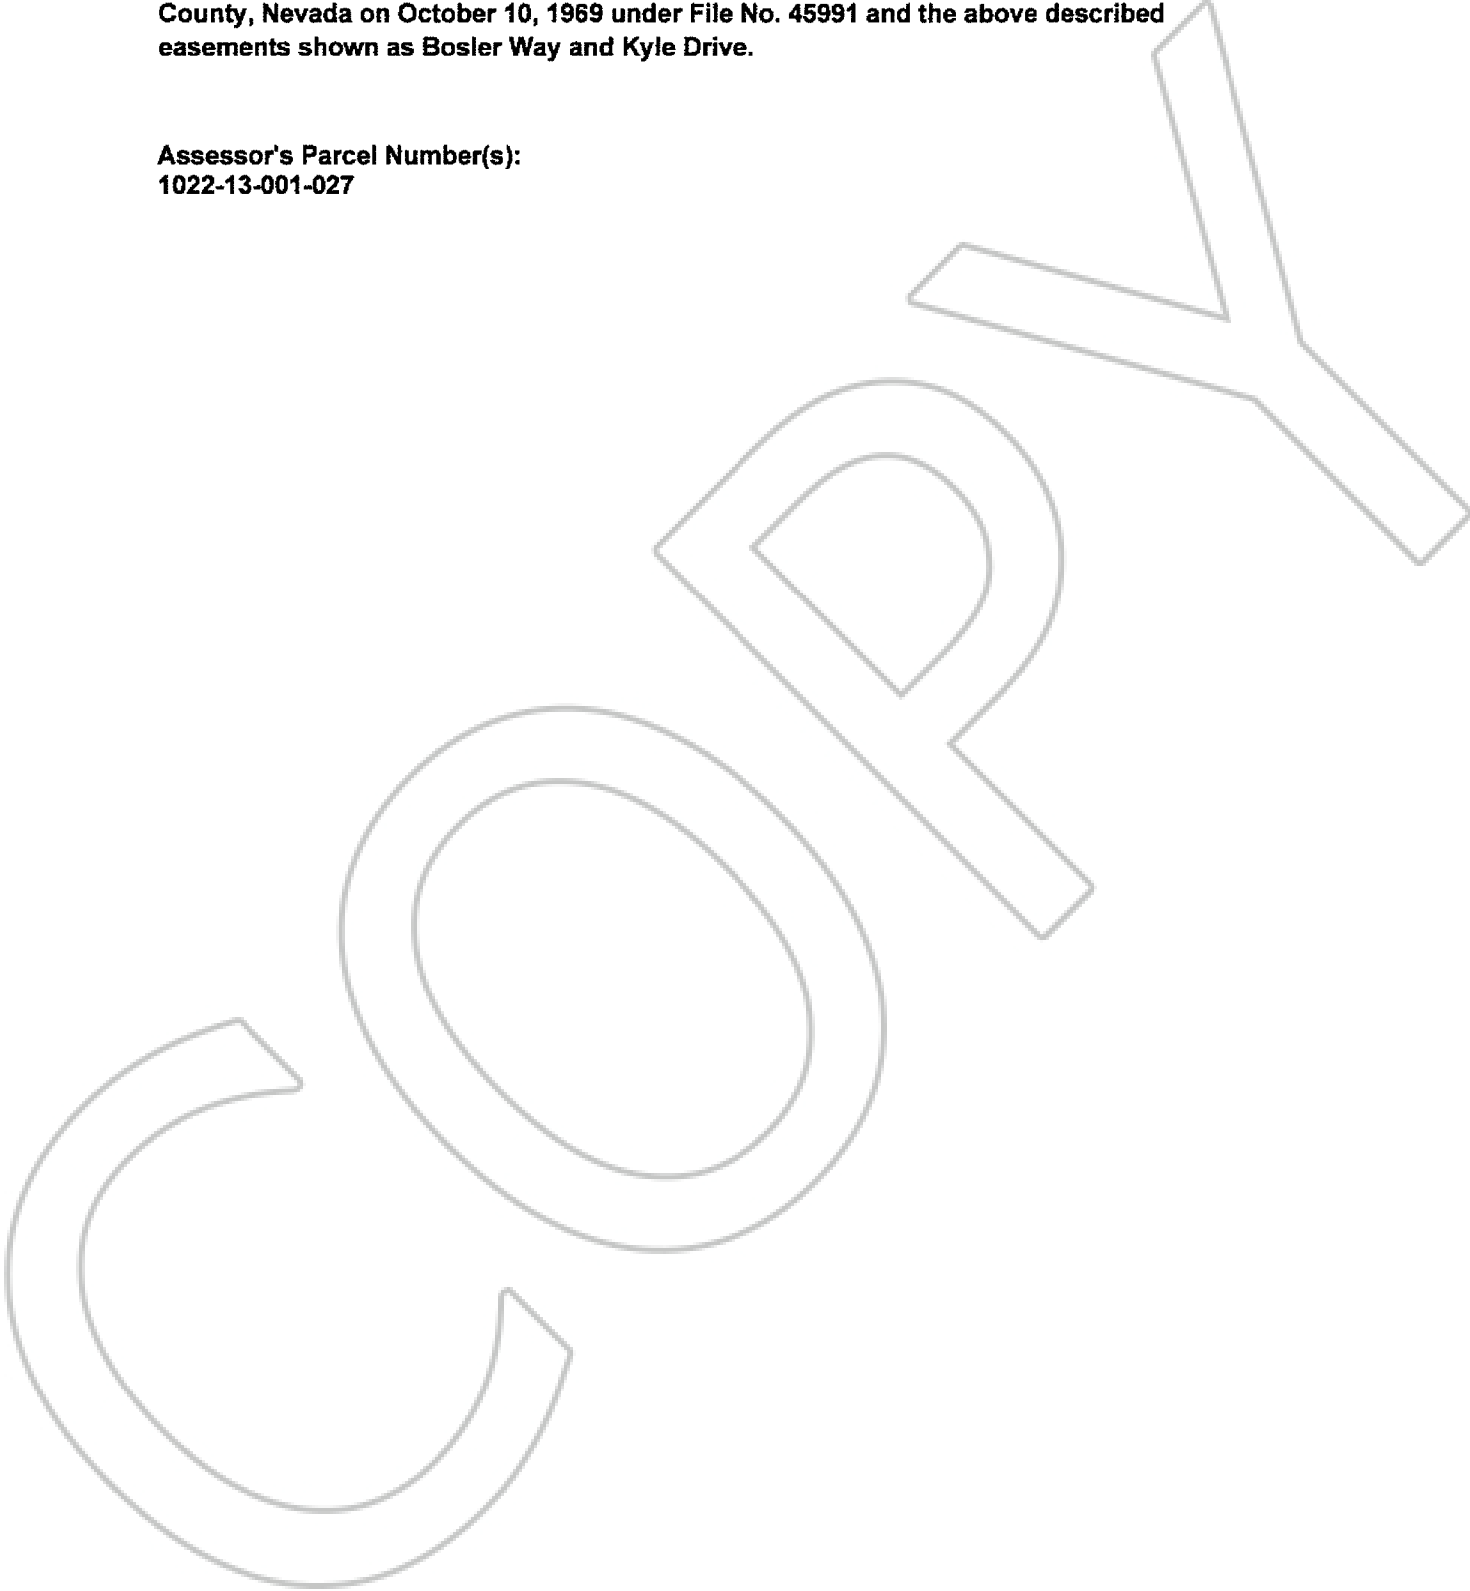 County, Nevada on October 10, 1969 under File No. 45991 and the above described
easements shown as Bosler Way and Kyle Drive.
Assessor's Parcel Number(s):
1022-13-001-027
COPY